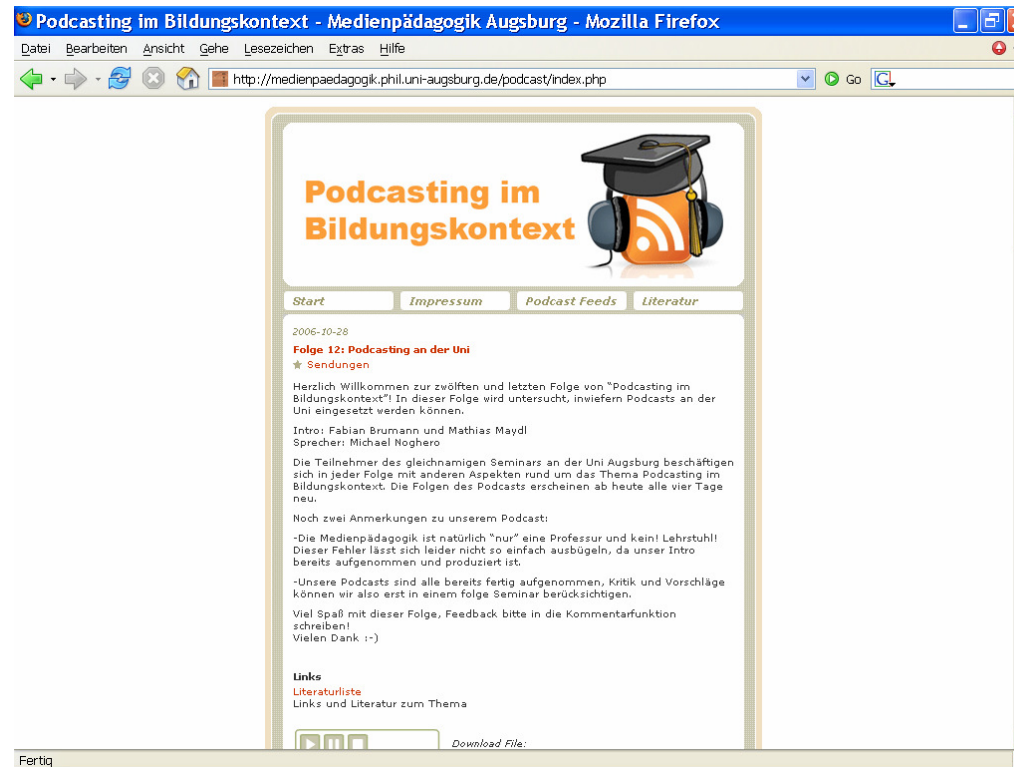 Podcasting im Bildungskontext - Medienpädagogik Augsburg - Mozilla Firefox
Datei Bearbeiten Ansicht Gehe Lesezeichen Extras Hilfe
http://medienpaedagogik.phil.uni-augsburg.de/podcast/index.php Go G
Podcasting im
Bildungskontext
Start Impressum Podcast Feeds Literatur
2006-10-28
Folge 12: Podcasting an der Uni
Sendungen
Herzlich Willkommen zur zwölften und letzten Folge von "Podcasting im
Bildungskontext"! In dieser Folge wird untersucht, inwiefern Podcasts an der
Uni eingesetzt werden können.
Intro: Fabian Brumann und Mathias Maydl
Sprecher: Michael Noghero
Die Teilnehmer des gleichnamigen Seminars an der Uni Augsburg beschäftigen
sich in jeder Folge mit anderen Aspekten rund um das Thema Podcasting im
Bildungskontext. Die Folgen des Podcasts erscheinen ab heute alle vier Tage
neu.
Noch zwei Anmerkungen zu unserem Podcast:
-Die Medienpädagogik ist natürlich "nur" eine Professur und kein! Lehrstuhl!
Dieser Fehler lässt sich leider nicht so einfach ausbügeln, da unser Intro
bereits aufgenommen und produziert ist.
-Unsere Podcasts sind alle bereits fertig aufgenommen, Kritik und Vorschläge
können wir also erst in einem folge Seminar berücksichtigen.
Viel Spaß mit dieser Folge, Feedback bitte in die Kommentarfunktion
schreiben!
Vielen Dank :-)
Links
Literaturliste
Links und Literatur zum Thema
Download File:
Fertig